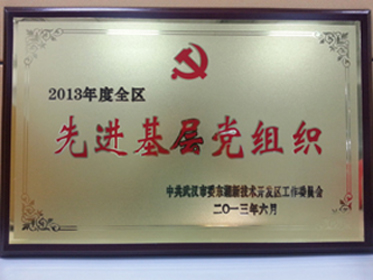 2013年度全区
先进基层党组织
中共武汉市委东湖新技术开发区工作委员会
二〇一三年六月